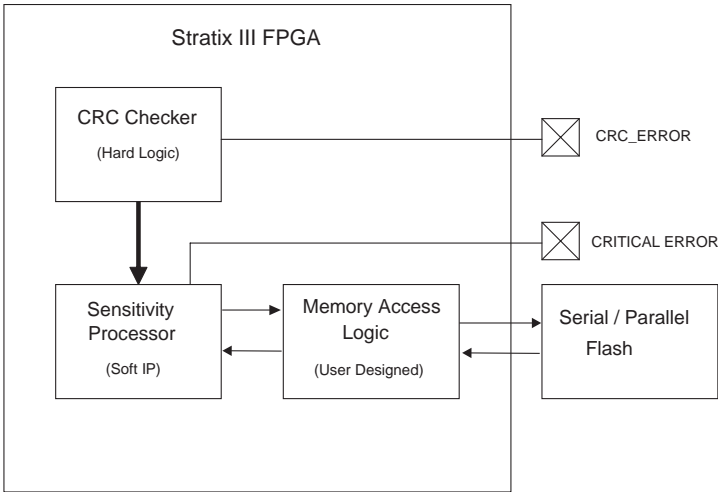 Stratix III FPGA
CRC Checker
(Hard Logic)
CRC_ERROR
CRITICAL ERROR
Sensitivity
Processor
(Soft IP)
Memory Access
Logic
(User Designed)
Serial / Parallel
Flash